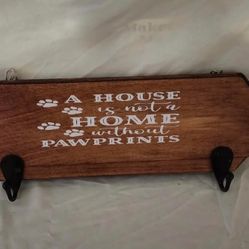 A HOUSE
is not a
HOME
without
PAWPRINTS